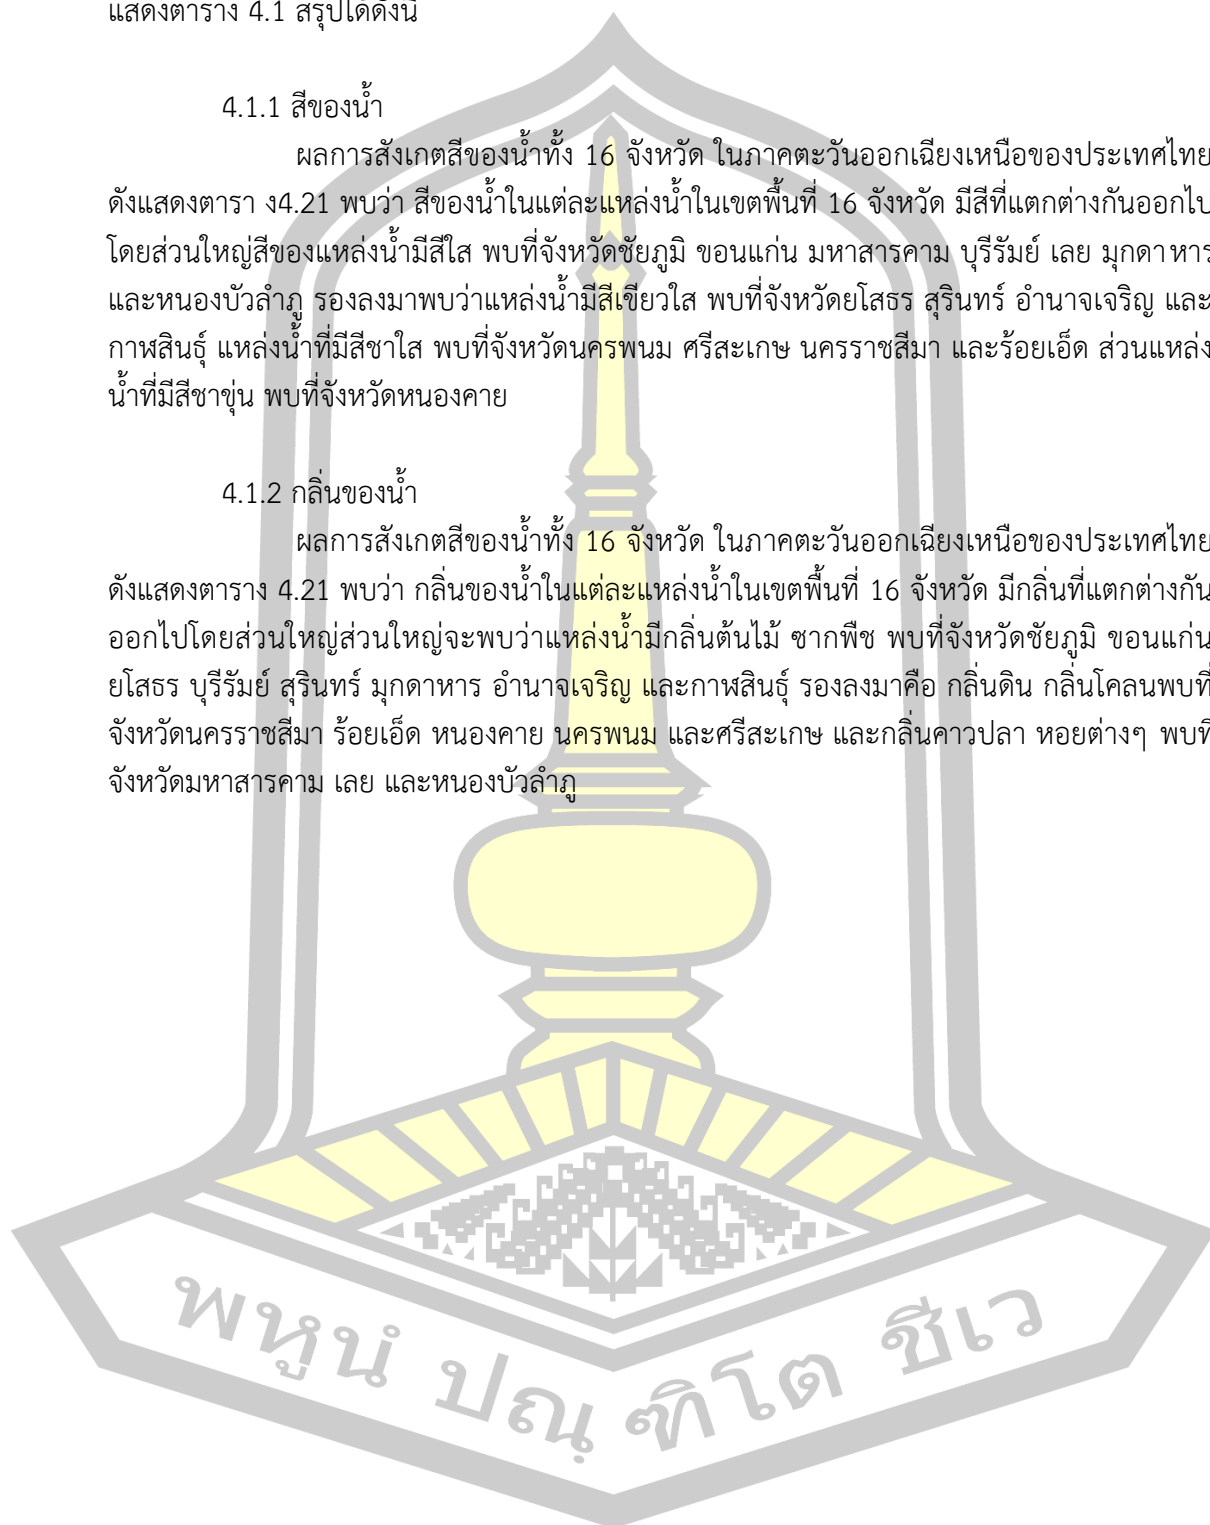 แสดงตาราง 4.1 สรุปได้ดังนี้
4.1.1 สีของน้ำ
ผลการสังเกตสีของน้ำทั้ง 16 จังหวัด ในภาคตะวันออกเฉียงเหนือของประเทศไทย
ดังแสดงตารา ง4.21 พบว่า สีของน้ำในแต่ละแหล่งน้ำในเขตพื้นที่ 16 จังหวัด มีสีที่แตกต่างกันออกไป
โดยส่วนใหญ่สีของแหล่งน้ำมีสีใส พบที่จังหวัดชัยภูมิ ขอนแก่น มหาสารคาม บุรีรัมย์ เลย มุกดาหาร
และหนองบัวลำภู รองลงมาพบว่าแหล่งน้ำมีสีเขียวใส พบที่จังหวัดยโสธร สุรินทร์ อำนาจเจริญ และ
กาฬสินธุ์ แหล่งน้ำที่มีสีชาใส พบที่จังหวัดนครพนม ศรีสะเกษ นครราชสีมา และร้อยเอ็ด ส่วนแหล่ง
น้ำที่มีสีชาขุ่น พบที่จังหวัดหนองคาย
4.1.2 กลิ่นของน้ำ
ผลการสังเกตสีของน้ำทั้ง 16 จังหวัด ในภาคตะวันออกเฉียงเหนือของประเทศไทย
ดังแสดงตาราง 4.21 พบว่า กลิ่นของน้ำในแต่ละแหล่งน้ำในเขตพื้นที่ 16 จังหวัด มีกลิ่นที่แตกต่างกัน
ออกไปโดยส่วนใหญ่ส่วนใหญ่จะพบว่าแหล่งน้ำมีกลิ่นต้นไม้ ซากพืช พบที่จังหวัดชัยภูมิ ขอนแก่น
ยโสธร บุรีรัมย์ สุรินทร์ มุกดาหาร อำนาจเจริญ และกาฬสินธุ์ รองลงมาคือ กลิ่นดิน กลิ่นโคลนพบที่
จังหวัดนครราชสีมา ร้อยเอ็ด หนองคาย นครพนม และศรีสะเกษ และกลิ่นคาวปลา หอยต่างๆ พบที่
จังหวัดมหาสารคาม เลย และหนองบัวลำภู
พหูนํ ปณฺฑิโต ชีเว